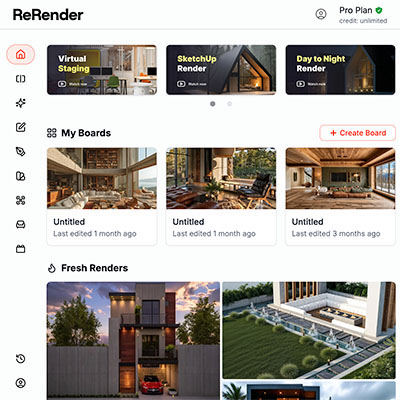 ReRender
Pro Plan
credit: unlimited
Virtual
Staging
Watch now
SketchUp
Render
Watch now
Day to Night
Render
Watch now
My Boards
+ Create Board
Untitled
Last edited 1 month ago
Untitled
Last edited 1 month ago
Untitled
Last edited 3 months ago
Fresh Renders